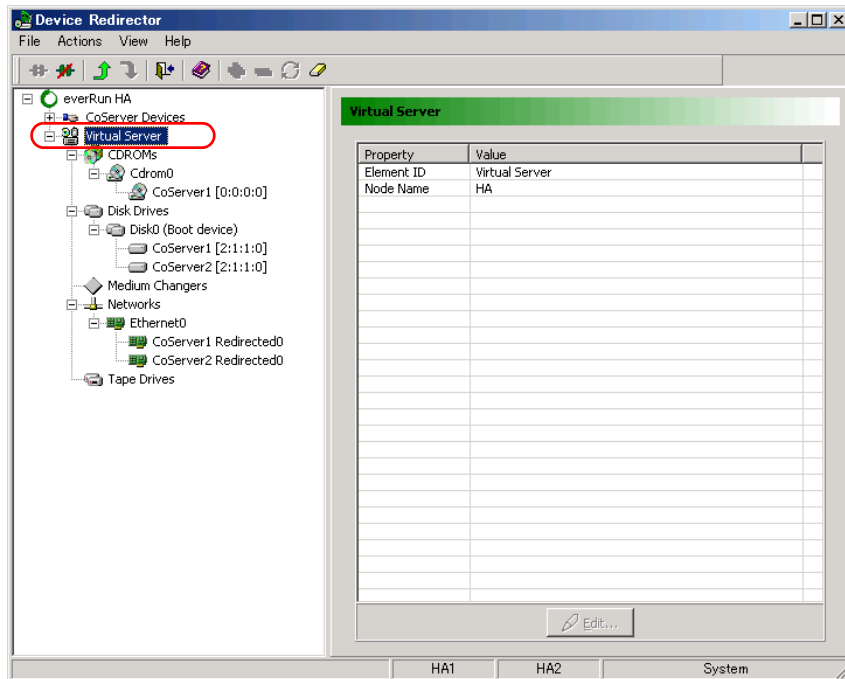 Device Redirector
File Actions View Help
everRun HA
CoServer Devices
Virtual Server
CDROMs
Cdrom0
CoServer1 [0:0:0:0]
Disk Drives
Disk0 (Boot device)
CoServer1 [2:1:1:0]
CoServer2 [2:1:1:0]
Medium Changers
Networks
Ethernet0
CoServer1 Redirected0
CoServer2 Redirected0
Tape Drives
Virtual Server
Property Value
Element ID Virtual Server
Node Name HA
Edit...
HA1 HA2 System